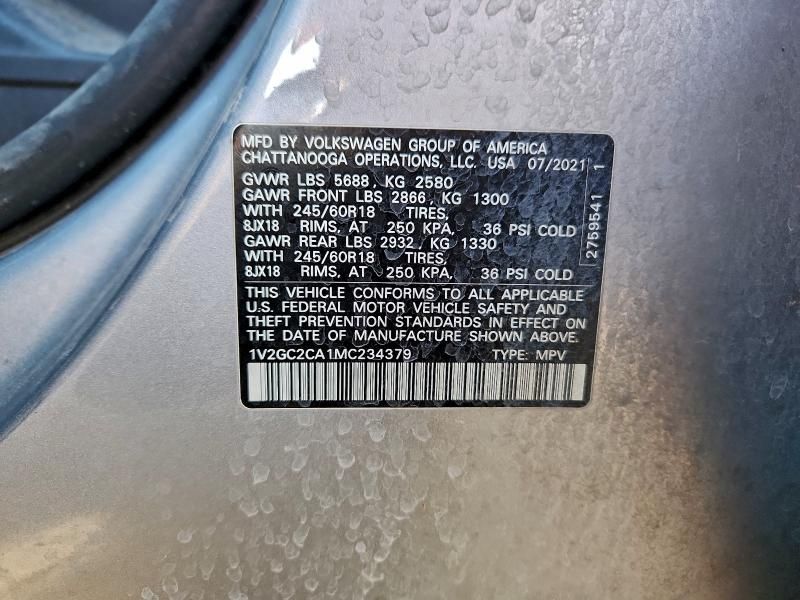 MFD BY VOLKSWAGEN GROUP OF AMERICA
CHATTANOOGA OPERATIONS, LLC. USA 07/2021
GVWR LBS 5688, KG 2580
GAWR FRONT LBS 2866, KG 1300
WITH 245/60R18 TIRES,
8JX18 RIMS, AT 250 KPA, 36 PSI COLD
GAWR REAR LBS 2932, KG 1330
WITH 245/60R18 TIRES,
8JX18 RIMS, AT 250 KPA, 36 PSI COLD
THIS VEHICLE CONFORMS TO ALL APPLICABLE
U.S. FEDERAL MOTOR VEHICLE SAFETY AND
THEFT PREVENTION STANDARDS IN EFFECT ON
THE DATE OF MANUFACTURE SHOWN ABOVE.
1V2GC2CA1MC234379 TYPE: MPV
2759541 1